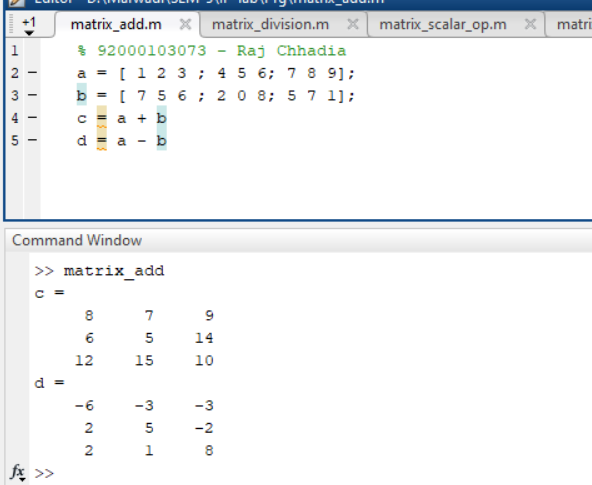 +1 matrix_add.m × matrix_division.m × matrix_scalar_op.m × matri
1 % 92000103073 - Raj Chhadia
2 - a = [ 1 2 3 ; 4 5 6; 7 8 9];
3 - b = [ 7 5 6 ; 2 0 8; 5 7 1];
4 - c = a + b
5 - d = a - b
Command Window
>> matrix_add
c =
8 7 9
6 5 14
12 15 10
d =
-6 -3 -3
2 5 -2
2 1 8
fx >>